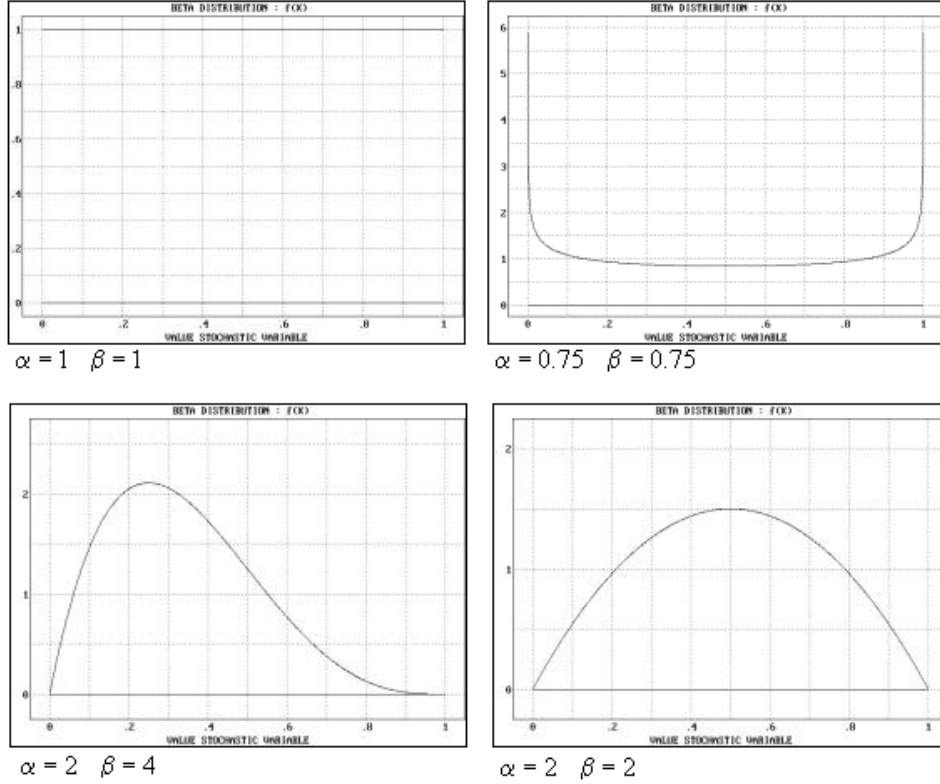 BETA DISTRIBUTION : f(X)
1
.8
.6
.4
.2
0
0 .2 .4 .6 .8 1
VALUE STOCHASTIC VARIABLE
α = 1 β = 1
BETA DISTRIBUTION : f(X)
6
5
4
3
2
1
0
0 .2 .4 .6 .8 1
VALUE STOCHASTIC VARIABLE
α = 0.75 β = 0.75
BETA DISTRIBUTION : f(X)
2
1
0
0 .2 .4 .6 .8 1
VALUE STOCHASTIC VARIABLE
α = 2 β = 4
BETA DISTRIBUTION : f(X)
2
1
0
0 .2 .4 .6 .8 1
VALUE STOCHASTIC VARIABLE
α = 2 β = 2